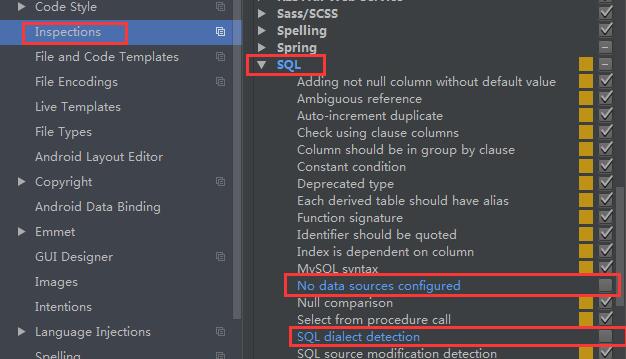 Code Style
Inspections
File and Code Templates
File Encodings
Live Templates
File Types
Android Layout Editor
Copyright
Android Data Binding
Emmet
GUI Designer
Images
Intentions
Language Injections
Spelling
Sass/SCSS
Spelling
Spring
SQL
Adding not null column without default value
Ambiguous reference
Auto-increment duplicate
Check using clause columns
Column should be in group by clause
Constant condition
Deprecated type
Each derived table should have alias
Function signature
Identifier should be quoted
Index is dependent on column
MySQL syntax
No data sources configured
Null comparison
Select from procedure call
SQL dialect detection
SQL source modification detection